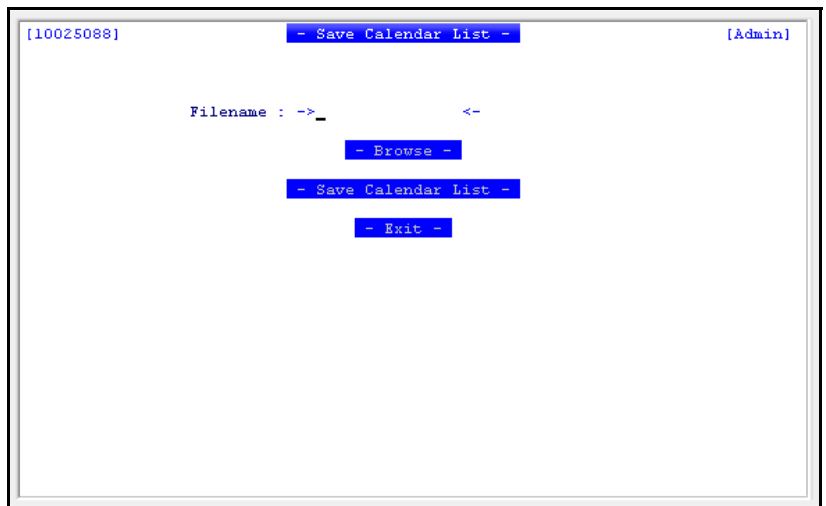 [10025088] - Save Calendar List - [Admin]
Filename : ->_ <-
- Browse -
- Save Calendar List -
- Exit -